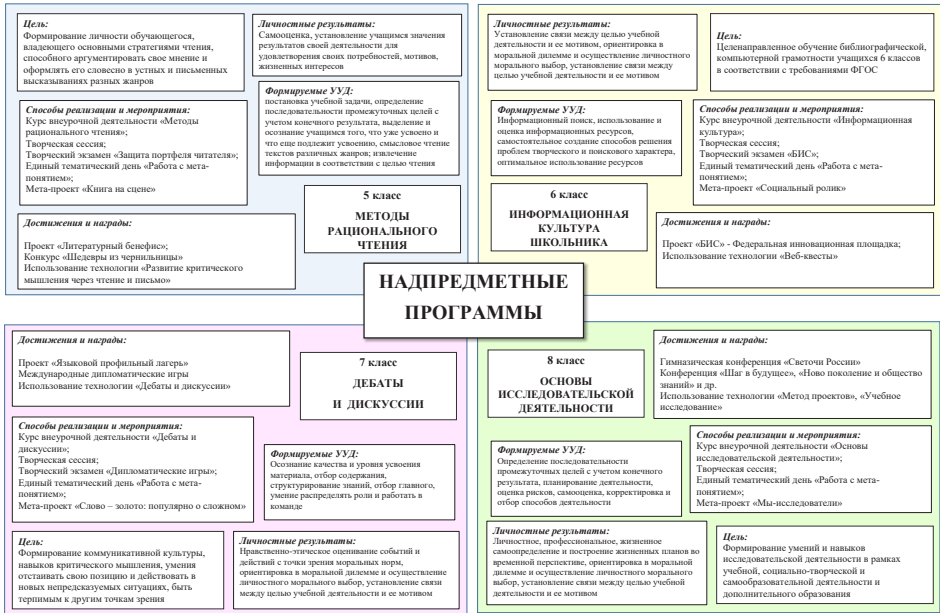 Цель:
Формирование личности обучающегося,
владеющего основными стратегиями чтения,
способного аргументировать свое мнение и
оформлять его словесно в устных и письменных
высказываниях разных жанров
Личностные результаты:
Самооценка, установление учащимся значения
результатов своей деятельности для
удовлетворения своих потребностей, мотивов,
жизненных интересов
Способы реализации и мероприятия:
Курс внеурочной деятельности «Методы
рационального чтения»;
Творческая сессия;
Творческий экзамен «Защита портфеля читателя»;
Единый тематический день «Работа с мета-
понятием»;
Мета-проект «Книга на сцене»
Формируемые УУД:
постановка учебной задачи, определение
последовательности промежуточных целей с
учетом конечного результата, выделение и
осознание учащимся того, что уже усвоено и
что еще подлежит усвоению, смысловое чтение
текстов различных жанров; извлечение
информации в соответствии с целью чтения
Достижения и награды:
Проект «Литературный бенефис»;
Конкурс «Шедевры из чернильницы»
Использование технологии «Развитие критического
мышления через чтение и письмо»
5 класс
МЕТОДЫ
РАЦИОНАЛЬНОГО
ЧТЕНИЯ
Личностные результаты:
Установление связи между целью учебной
деятельности и ее мотивом, ориентировка в
моральной дилемме и осуществление личностного
морального выбор, установление связи между
целью учебной деятельности и ее мотивом
Цель:
Целенаправленное обучение библиографической,
компьютерной грамотности учащихся 6 классов
в соответствии с требованиями ФГОС
Формируемые УУД:
Информационный поиск, использование и
оценка информационных ресурсов,
самостоятельное создание способов решения
проблем творческого и поискового характера,
оптимальное использование ресурсов
Способы реализации и мероприятия:
Курс внеурочной деятельности «Информационная
культура»;
Творческая сессия;
Творческий экзамен «БИС»;
Единый тематический день «Работа с мета-
понятием»;
Мета-проект «Социальный ролик»
6 класс
ИНФОРМАЦИОННАЯ
КУЛЬТУРА
ШКОЛЬНИКА
Достижения и награды:
Проект «БИС» - Федеральная инновационная площадка;
Использование технологии «Веб-квесты»
НАДПРЕДМЕТНЫЕ
ПРОГРАММЫ
Достижения и награды:
Проект «Языковой профильный лагерь»
Международные дипломатические игры
Использование технологии «Дебаты и дискуссии»
7 класс
ДЕБАТЫ
И ДИСКУССИИ
Способы реализации и мероприятия:
Курс внеурочной деятельности «Дебаты и
дискуссии»;
Творческая сессия;
Творческий экзамен «Дипломатические игры»;
Единый тематический день «Работа с мета-
понятием»;
Мета-проект «Слово – золото: популярно о сложном»
Формируемые УУД:
Осознание качества и уровня усвоения
материала, отбор содержания,
структурирование знаний, отбор главного,
умение распределять роли и работать в
команде
Цель:
Формирование коммуникативной культуры,
навыков критического мышления, умения
отстаивать свою позицию и действовать в
новых непредсказуемых ситуациях, быть
терпимым к другим точкам зрения
Личностные результаты:
Нравственно-этическое оценивание событий и
действий с точки зрения моральных норм,
ориентировка в моральной дилемме и осуществление
личностного морального выбор, установление связи
между целью учебной деятельности и ее мотивом
8 класс
ОСНОВЫ
ИССЛЕДОВАТЕЛЬСКОЙ
ДЕЯТЕЛЬНОСТИ
Достижения и награды:
Гимназическая конференция «Светочи России»
Конференция «Шаг в будущее», «Ново поколение и общество
знаний» и др.
Использование технологии «Метод проектов», «Учебное
исследование»
Формируемые УУД:
Определение последовательности
промежуточных целей с учетом конечного
результата, планирование деятельности,
оценка рисков, самооценка, корректировка и
отбор способов деятельности
Способы реализации и мероприятия:
Курс внеурочной деятельности «Основы
исследовательской деятельности»;
Творческая сессия;
Единый тематический день «Работа с мета-
понятием»;
Мета-проект «Мы-исследователи»
Личностные результаты:
Личностное, профессиональное, жизненное
самоопределение и построение жизненных планов во
временной перспективе, ориентировка в моральной
дилемме и осуществление личностного морального
выбор, установление связи между целью учебной
деятельности и ее мотивом
Цель:
Формирование умений и навыков
исследовательской деятельности в рамках
учебной, социально-творческой и
самообразовательной деятельности и
дополнительного образования